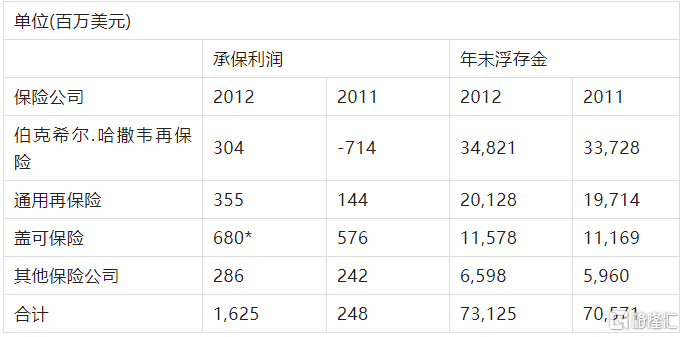 单位(百万美元)
承保利润 年末浮存金
保险公司 2012 2011 2012 2011
伯克希尔.哈撒韦再保
险 304 -714 34,821 33,728
通用再保险 355 144 20,128 19,714
盖可保险 680* 576 11,578 11,169
其他保险公司 286 242 6,598 5,960
合计 1,625 248 73,125 70,571
格隆汇